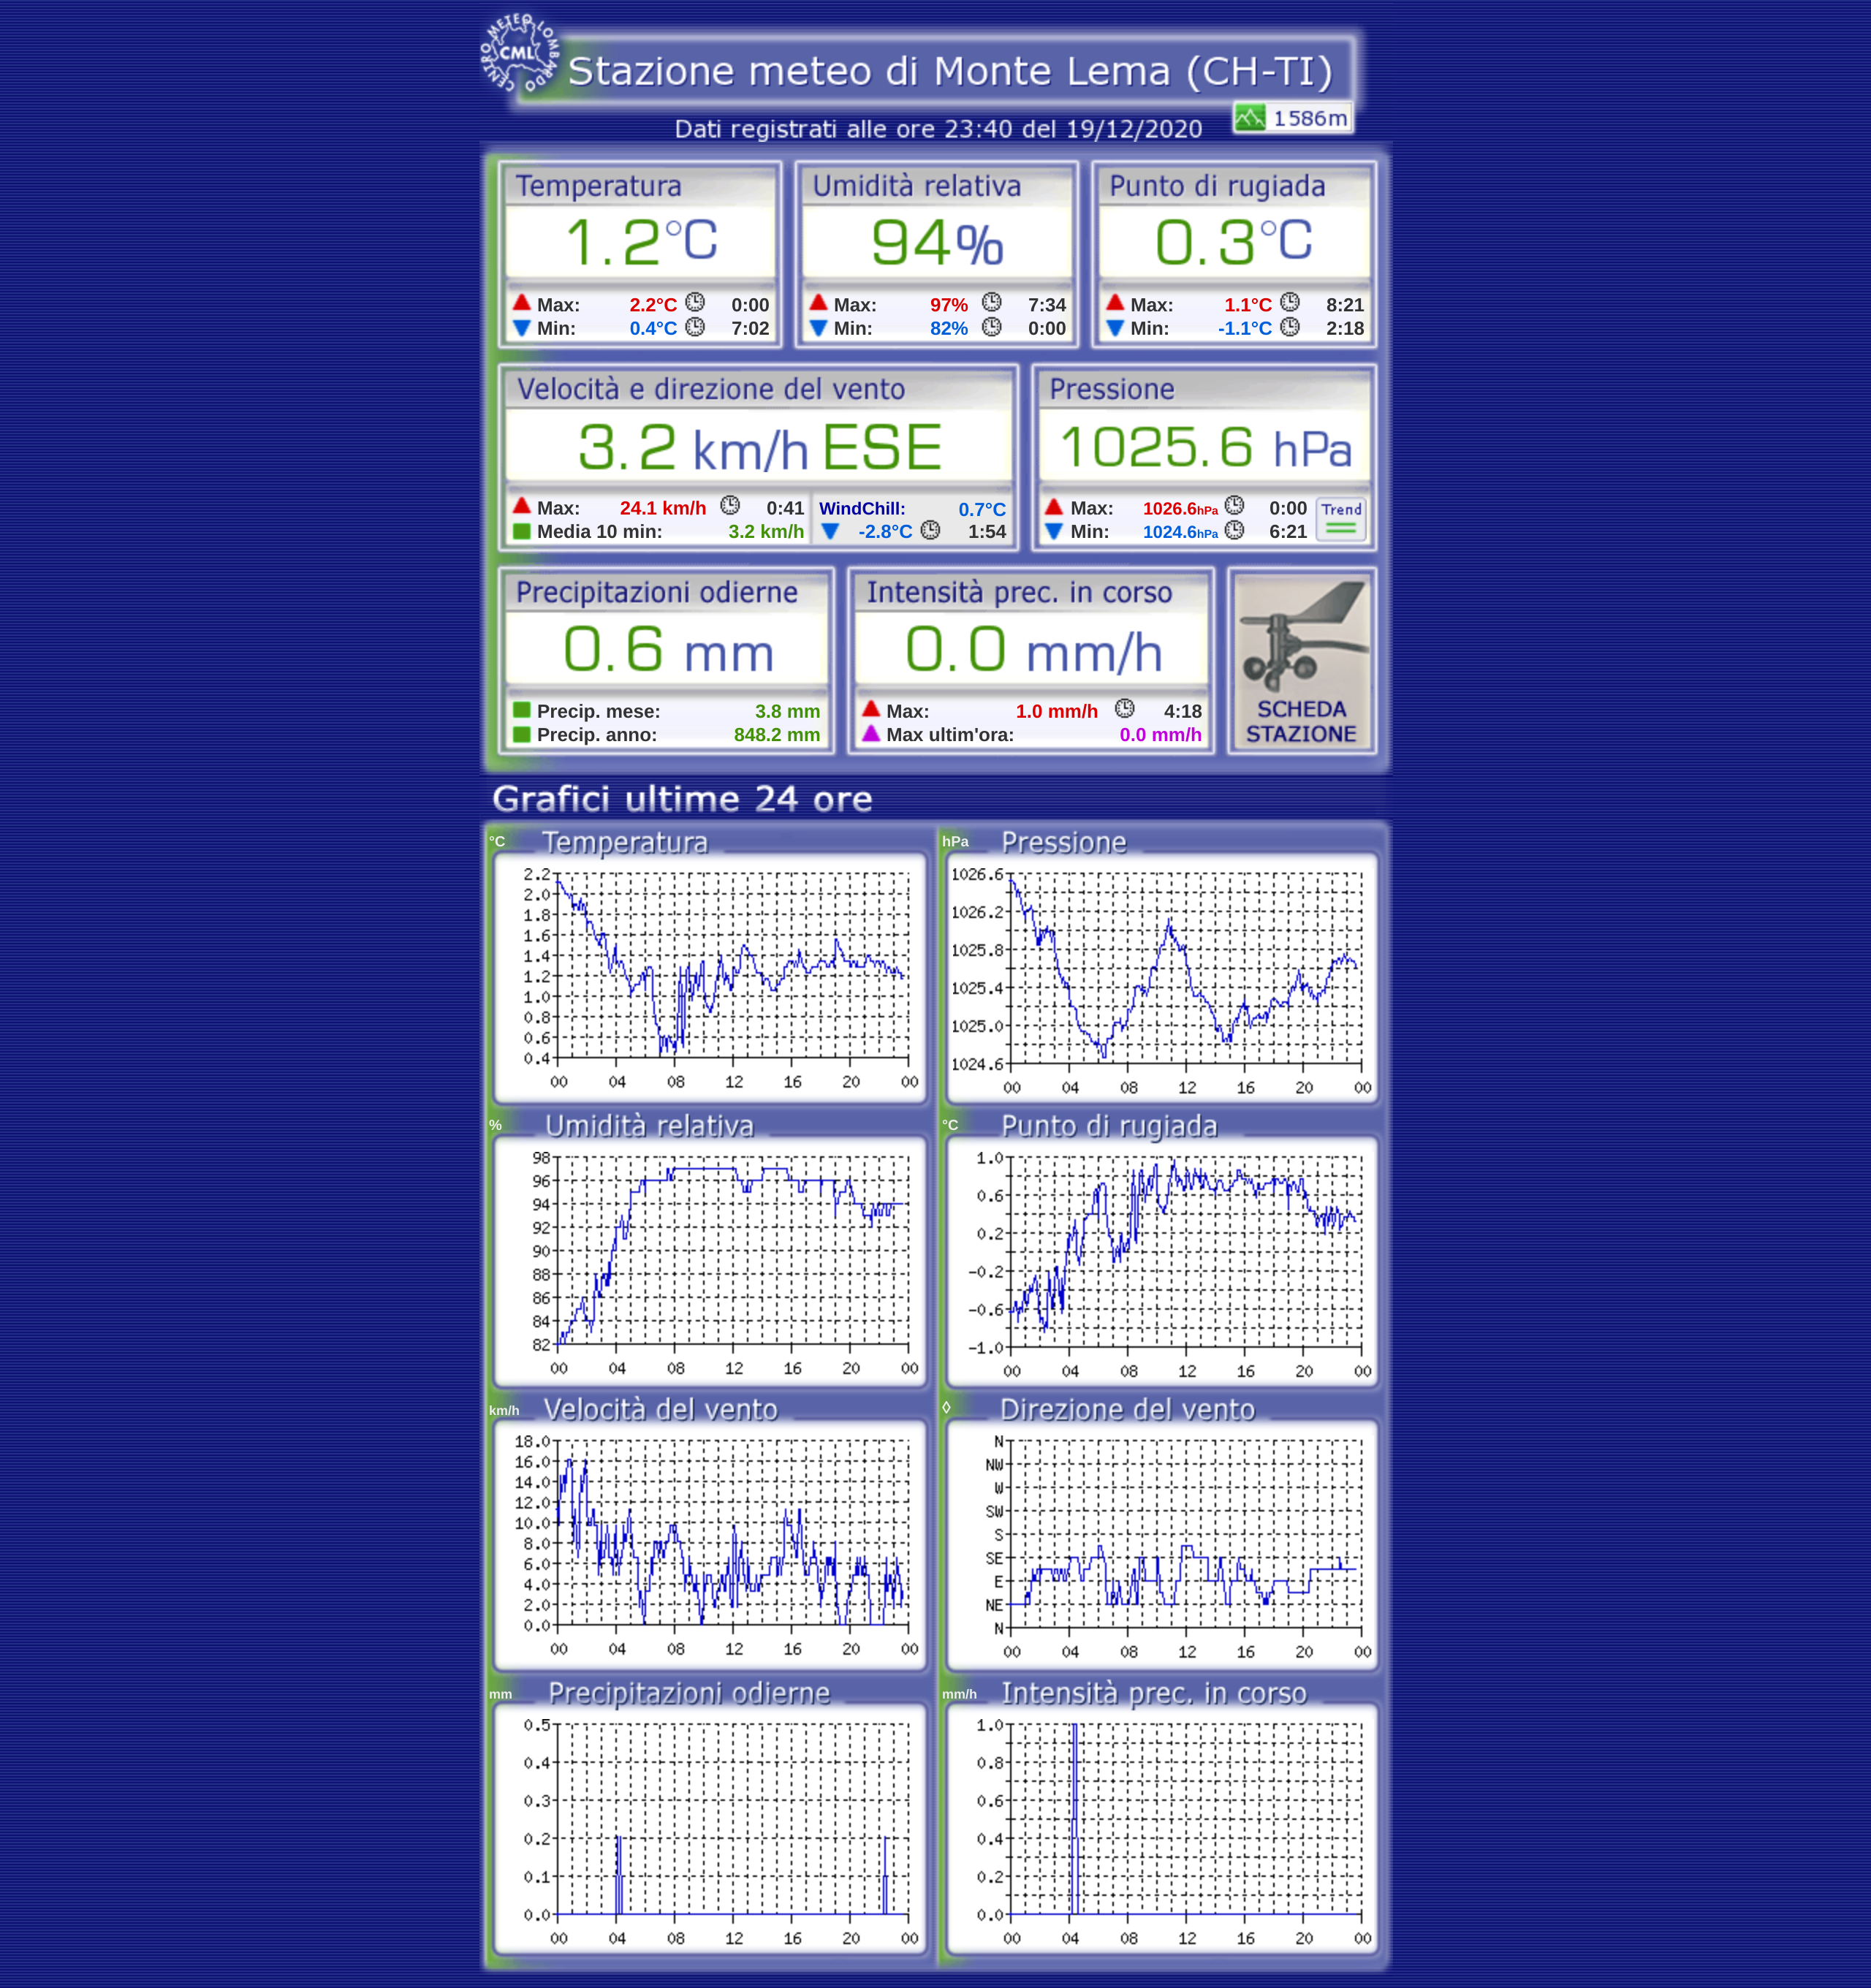 CENTRO METEO LOMBARDO
CML
Stazione meteo di Monte Lema (CH-TI)
1586m
Dati registrati alle ore 23:40 del 19/12/2020
Temperatura
1.2°C
Max: 2.2°C 0:00
Min: 0.4°C 7:02
Umidità relativa
94%
Max: 97% 7:34
Min: 82% 0:00
Punto di rugiada
0.3°C
Max: 1.1°C 8:21
Min: -1.1°C 2:18
Velocità e direzione del vento
3.2 km/h ESE
Max: 24.1 km/h 0:41
Media 10 min: 3.2 km/h
WindChill: 0.7°C
-2.8°C 1:54
Pressione
1025.6 hPa
Max: 1026.6hPa 0:00
Min: 1024.6hPa 6:21
Trend
Precipitazioni odierne
0.6 mm
Precip. mese: 3.8 mm
Precip. anno: 848.2 mm
Intensità prec. in corso
0.0 mm/h
Max: 1.0 mm/h 4:18
Max ultim'ora: 0.0 mm/h
SCHEDA
STAZIONE
Grafici ultime 24 ore
°C Temperatura
2.2
2.0
1.8
1.6
1.4
1.2
1.0
0.8
0.6
0.4
00 04 08 12 16 20 00
hPa Pressione
1026.6
1026.2
1025.8
1025.4
1025.0
1024.6
00 04 08 12 16 20 00
% Umidità relativa
98
96
94
92
90
88
86
84
82
00 04 08 12 16 20 00
°C Punto di rugiada
1.0
0.6
0.2
-0.2
-0.6
-1.0
00 04 08 12 16 20 00
km/h Velocità del vento
18.0
16.0
14.0
12.0
10.0
8.0
6.0
4.0
2.0
0.0
00 04 08 12 16 20 00
◊ Direzione del vento
N
NW
W
SW
S
SE
E
NE
N
00 04 08 12 16 20 00
mm Precipitazioni odierne
0.5
0.4
0.3
0.2
0.1
0.0
00 04 08 12 16 20 00
mm/h Intensità prec. in corso
1.0
0.8
0.6
0.4
0.2
0.0
00 04 08 12 16 20 00